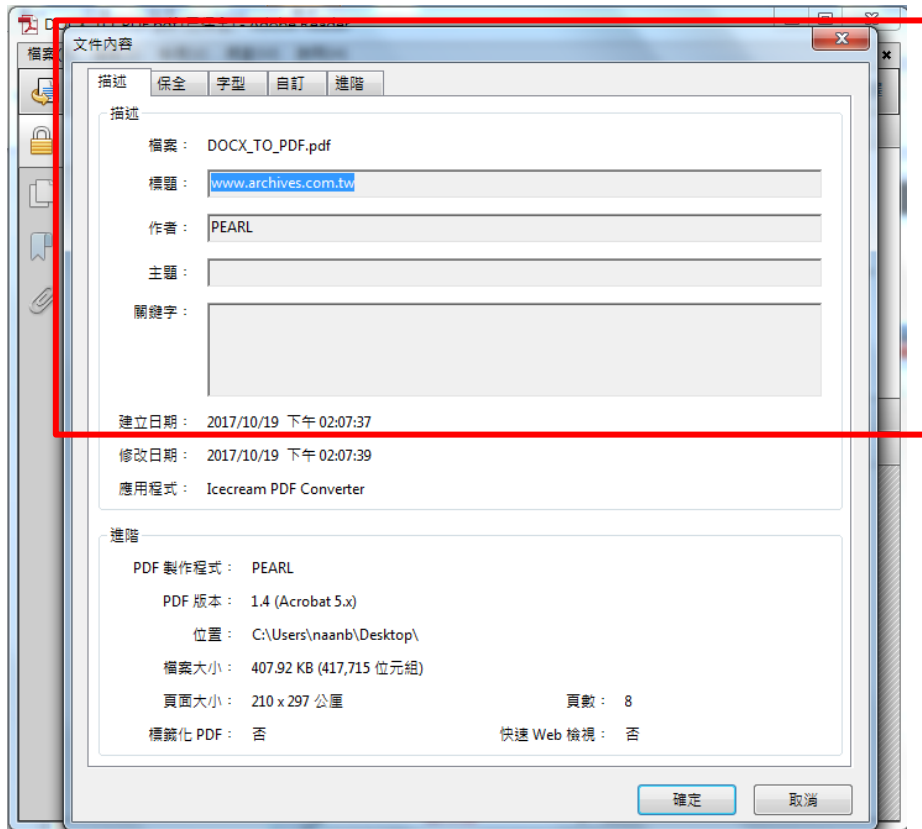 文件內容
描述 保全 字型 自訂 進階
描述
檔案： DOCX_TO_PDF.pdf
標題： www.archives.com.tw
作者： PEARL
主題：
關鍵字：
建立日期： 2017/10/19 下午 02:07:37
修改日期： 2017/10/19 下午 02:07:39
應用程式： Icecream PDF Converter
進階
PDF 製作程式： PEARL
PDF 版本： 1.4 (Acrobat 5.x)
位置： C:\Users\naanb\Desktop\
檔案大小： 407.92 KB (417,715 位元組)
頁面大小： 210 x 297 公厘 頁數： 8
標籤化 PDF： 否 快速 Web 檢視： 否
確定 取消